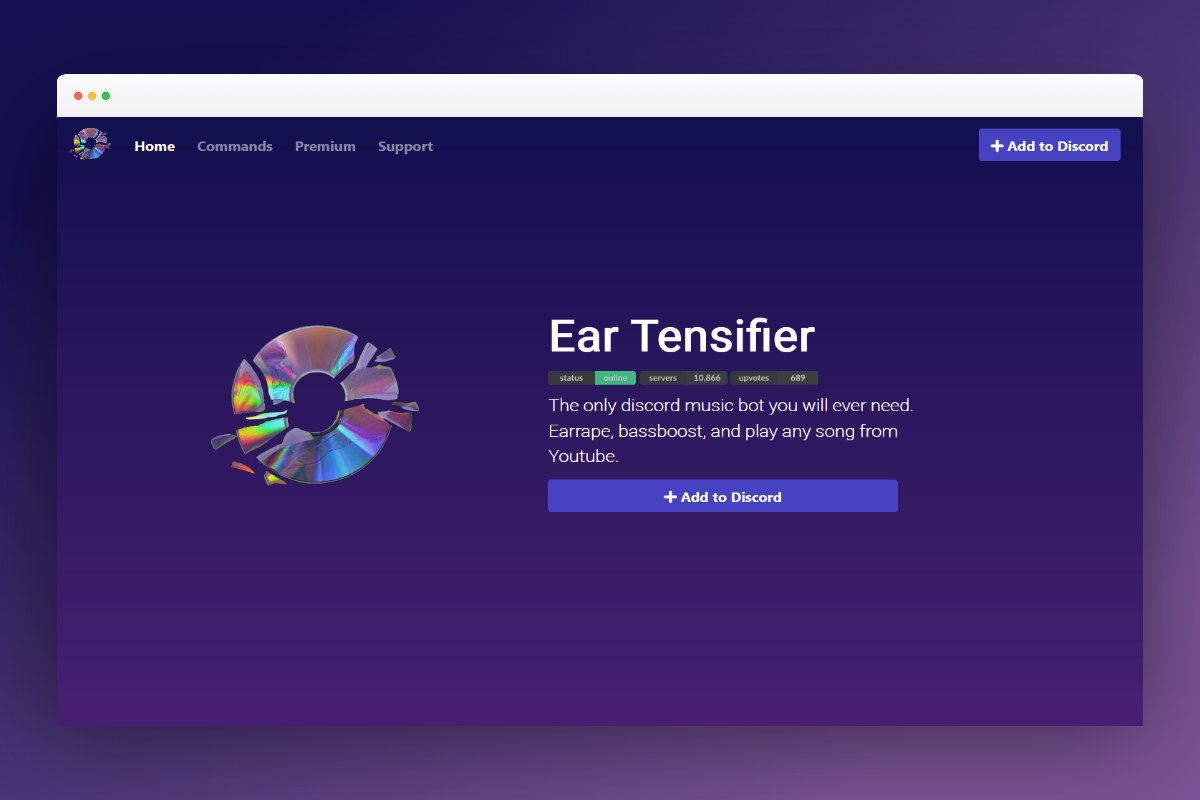 Home Commands Premium Support + Add to Discord
Ear Tensifier
status online servers 10,866 upvotes 689
The only discord music bot you will ever need.
Earrape, bassboost, and play any song from
Youtube.
+ Add to Discord